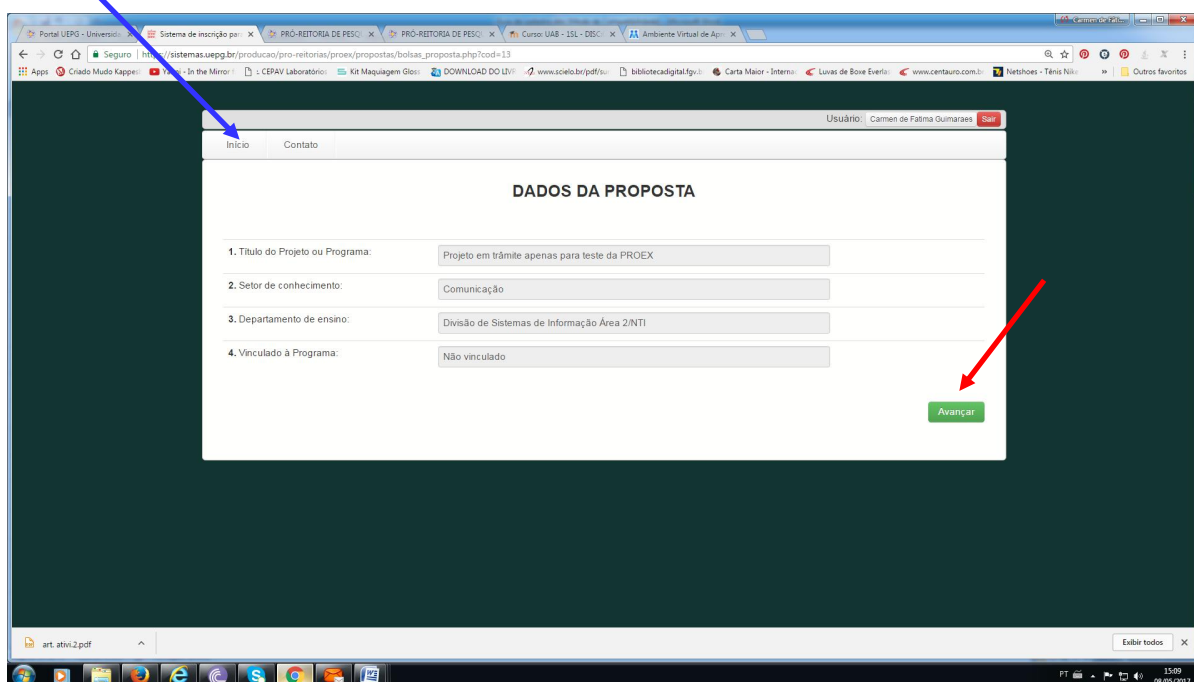 Carmen de Fáti
Portal UEPG - Universida
Sistema de inscrição par
PRÓ-REITORIA DE PESQ
PRÓ-REITORIA DE PESQ
Curso: UAB - LSL - DISC
Ambiente Virtual de Apr
Seguro https://sistemas.uepg.br/producao/pro-reitorias/proex/propostas/bolsas_proposta.php?cod=13
Apps Criado Mudo Kappes - In the Mirror :: CEPAV Laboratórios Kit Maquiagem Gloss DOWNLOAD DO LIV www.scielo.br/pdf/su bibliotecadigital.fgv.b Carta Maior - Interna Luvas de Boxe Everlas www.centauro.com.br Netshoes - Tênis Nike » Outros favoritos
Usuário: Carmen de Fatima Guimaraes Sair
Início Contato
DADOS DA PROPOSTA
1. Título do Projeto ou Programa: Projeto em trâmite apenas para teste da PROEX
2. Setor de conhecimento: Comunicação
3. Departamento de ensino: Divisão de Sistemas de Informação Área 2/NTI
4. Vinculado à Programa: Não vinculado
Avançar
art. ativi.2.pdf
Exibir todos
PT 15:09
08/05/2017